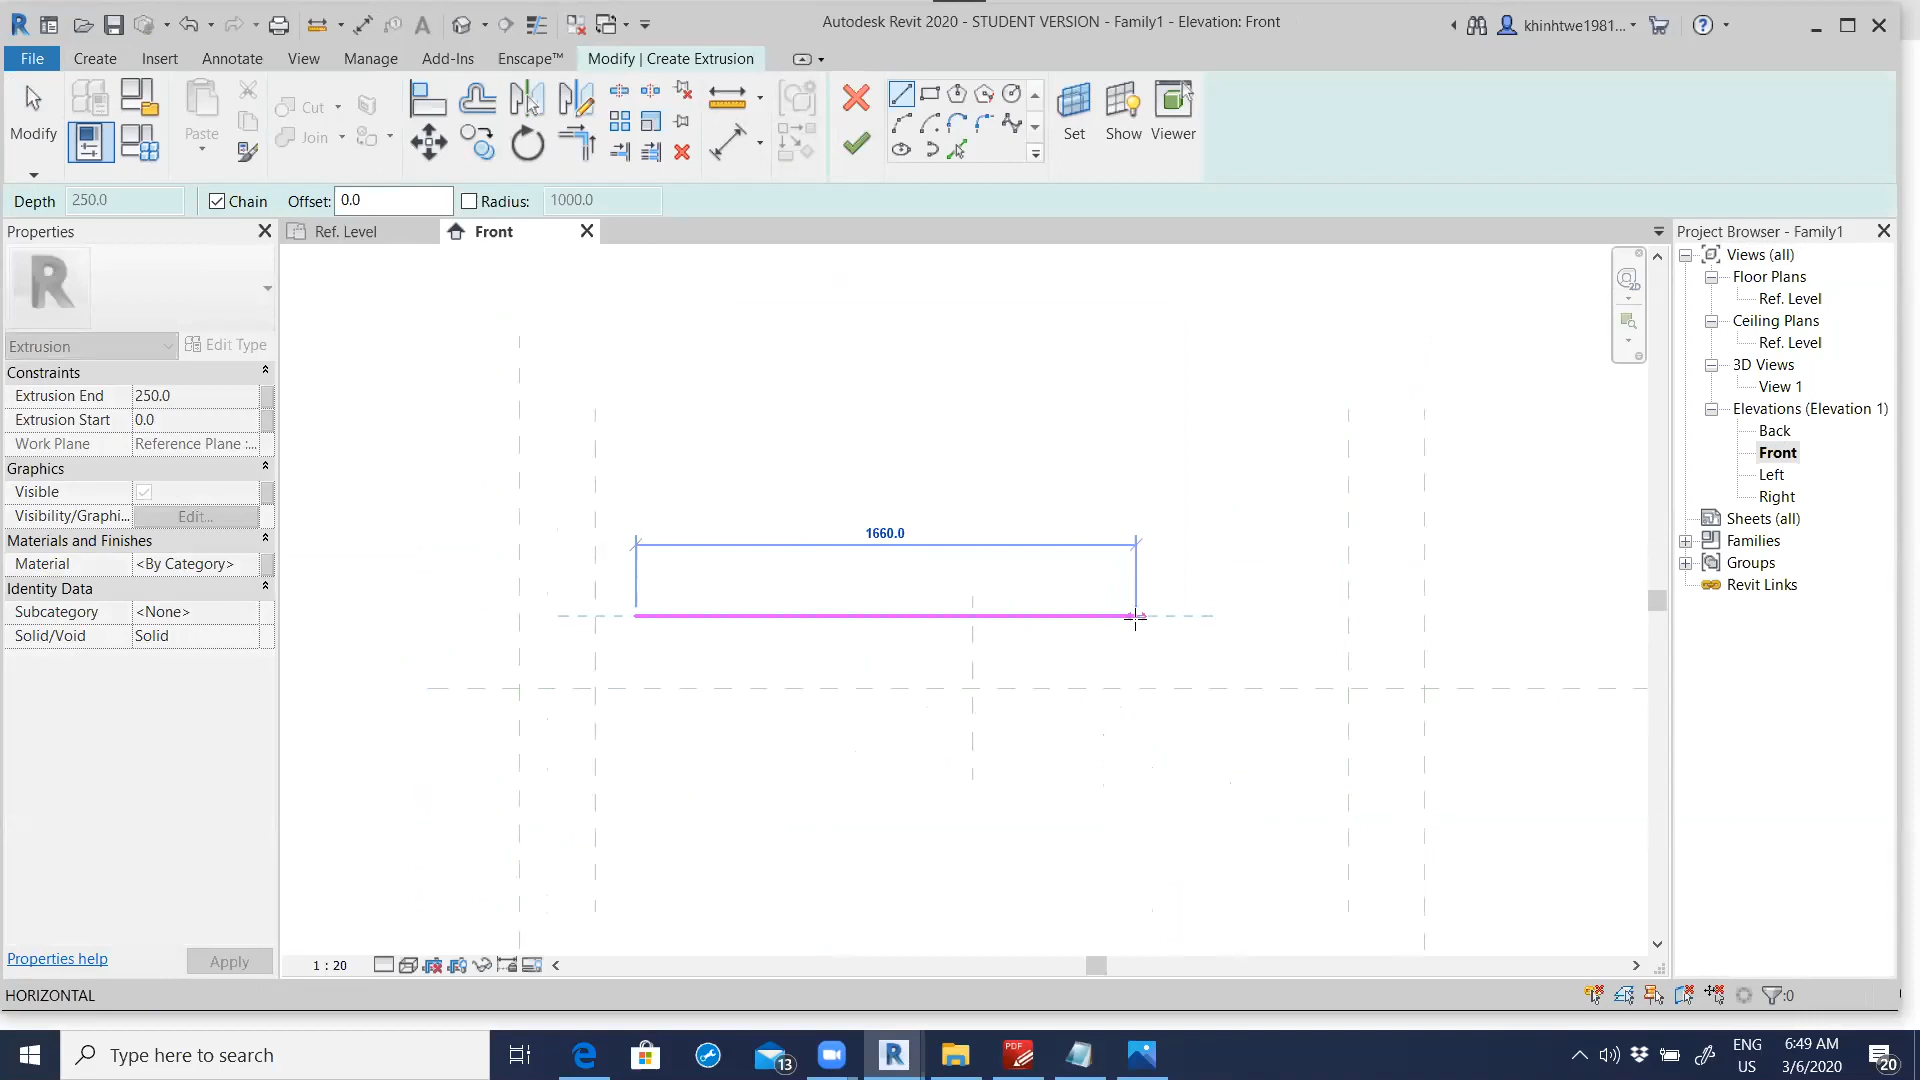 Autodesk Revit 2020 - STUDENT VERSION - Family1 - Elevation: Front
khinhtwe1981...
File Create Insert Annotate View Manage Add-Ins Enscape™ Modify | Create Extrusion
Modify
Paste
Cut
Join
Set
Show
Viewer
Depth 250.0 Chain Offset: 0.0 Radius: 1000.0
Properties
Ref. Level
Front
Project Browser - Family1
R
Extrusion
Edit Type
Constraints
Extrusion End 250.0
Extrusion Start 0.0
Work Plane Reference Plane :...
Graphics
Visible
Visibility/Graphi... Edit...
Materials and Finishes
Material <By Category>
Identity Data
Subcategory <None>
Solid/Void Solid
Properties help
Apply
1660.0
2D
Views (all)
Floor Plans
Ref. Level
Ceiling Plans
Ref. Level
3D Views
View 1
Elevations (Elevation 1)
Back
Front
Left
Right
Sheets (all)
Families
Groups
Revit Links
1 : 20
HORIZONTAL
:0
Type here to search
13
PDF
ENG
US
6:49 AM
3/6/2020
20